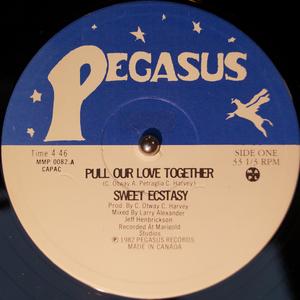 PEGASUS
Time 4:46
MMP 0082.A
CAPAC
SIDE ONE
33 1/3 RPM
PULL OUR LOVE TOGETHER
(C. Otway A. Petraglia C. Harvey)
SWEET ECSTASY
Prod. By C. Otway C. Harvey
Mixed By Larry Alexander
Jeff Henbrickson
Recorded At Marigold
Studios
© 1982 PEGASUS RECORDS
MADE IN CANADA